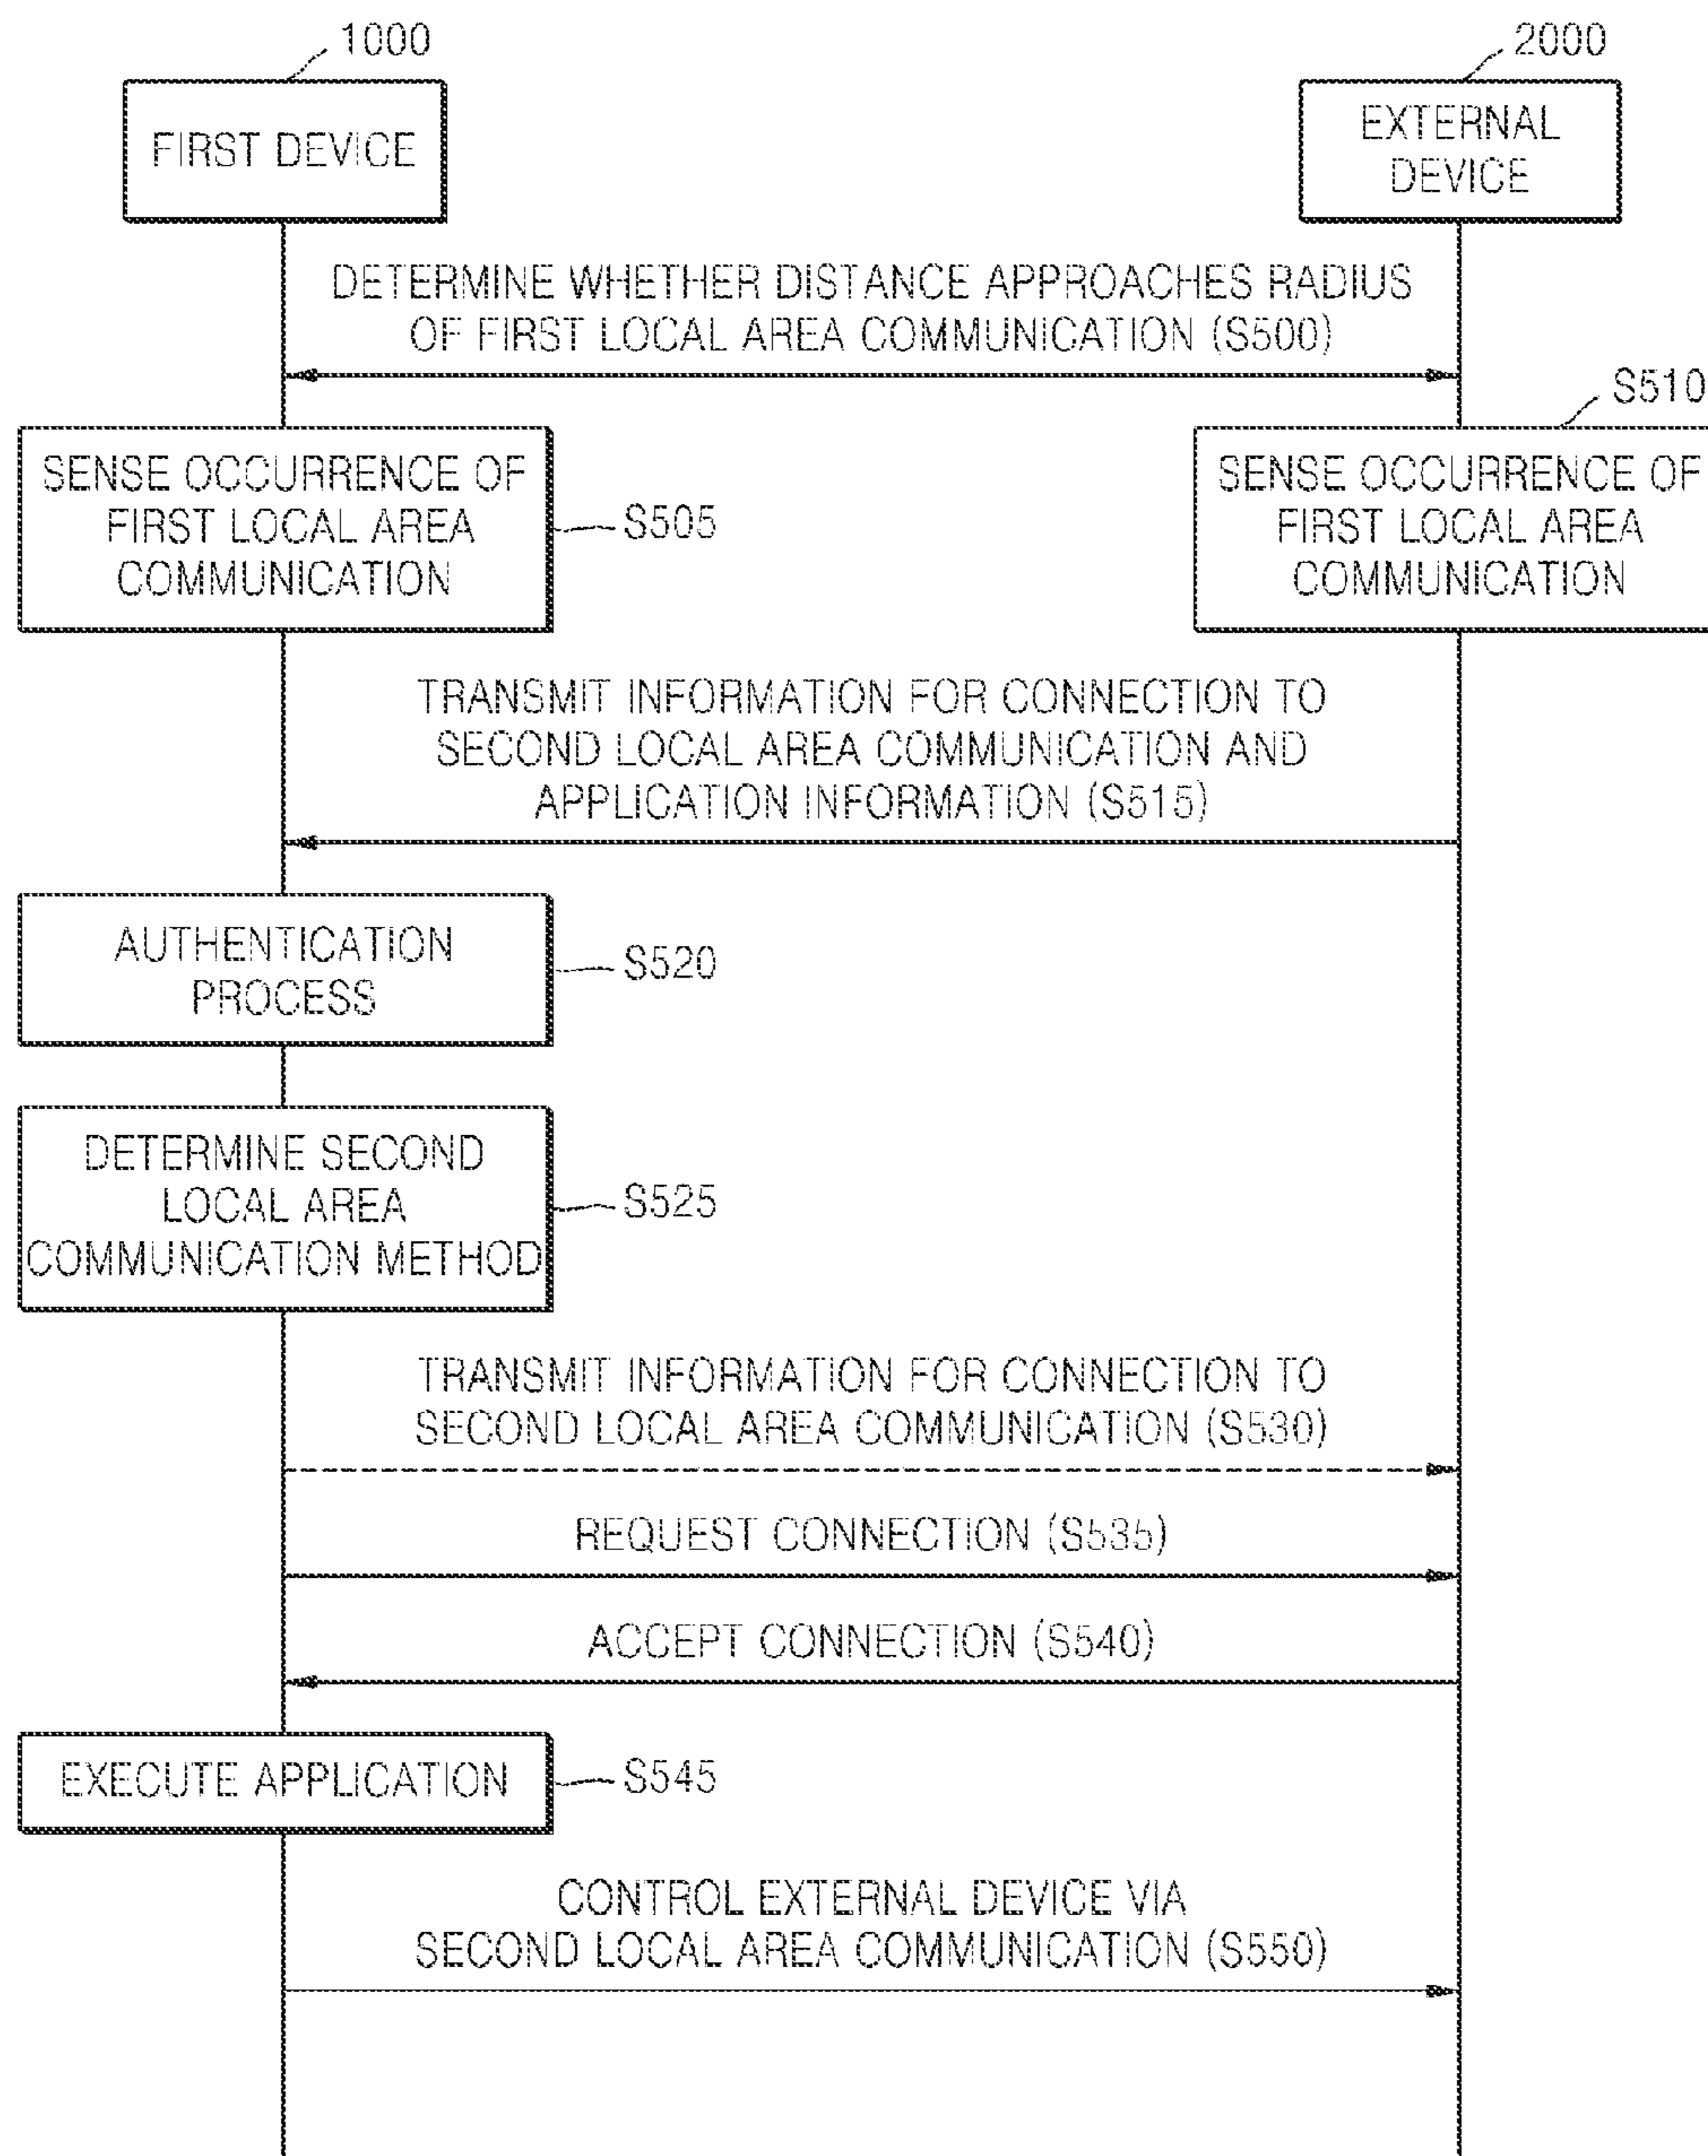 1000
2000
FIRST DEVICE
EXTERNAL
DEVICE
DETERMINE WHETHER DISTANCE APPROACHES RADIUS
OF FIRST LOCAL AREA COMMUNICATION (S500)
S510
SENSE OCCURRENCE OF
FIRST LOCAL AREA
COMMUNICATION
S505
SENSE OCCURRENCE OF
FIRST LOCAL AREA
COMMUNICATION
TRANSMIT INFORMATION FOR CONNECTION TO
SECOND LOCAL AREA COMMUNICATION AND
APPLICATION INFORMATION (S515)
AUTHENTICATION
PROCESS
S520
DETERMINE SECOND
LOCAL AREA
COMMUNICATION METHOD
S525
TRANSMIT INFORMATION FOR CONNECTION TO
SECOND LOCAL AREA COMMUNICATION (S530)
REQUEST CONNECTION (S535)
ACCEPT CONNECTION (S540)
EXECUTE APPLICATION
S545
CONTROL EXTERNAL DEVICE VIA
SECOND LOCAL AREA COMMUNICATION (S550)